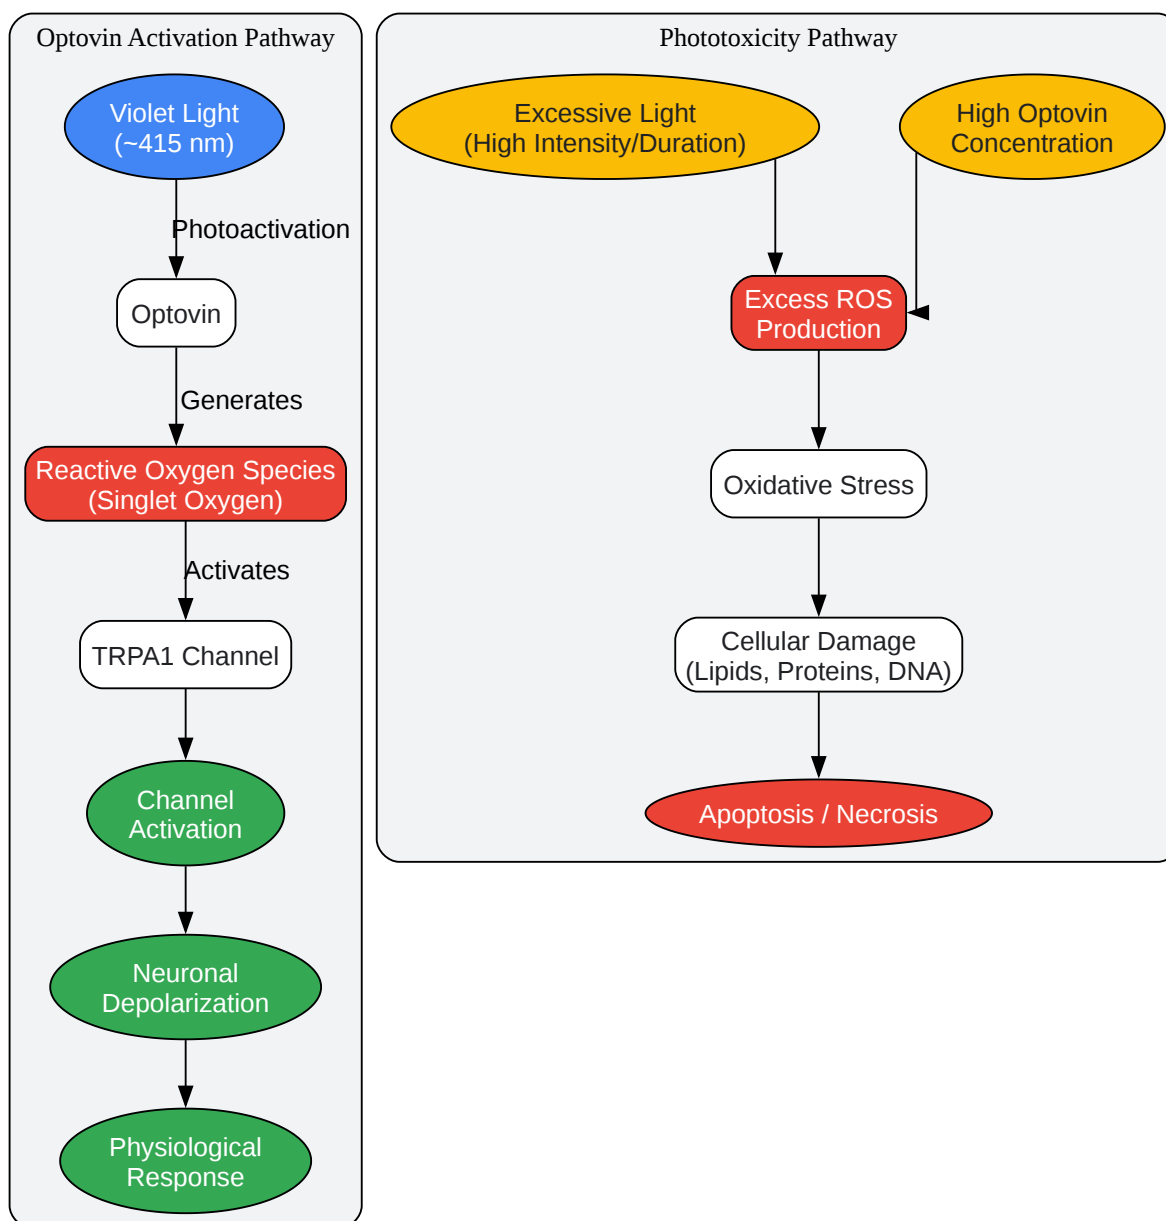 Optovin Activation Pathway
Violet Light
(~415 nm)
Photoactivation
Optovin
Generates
Reactive Oxygen Species
(Singlet Oxygen)
Activates
TRPA1 Channel
Channel
Activation
Neuronal
Depolarization
Physiological
Response
Phototoxicity Pathway
Excessive Light
(High Intensity/Duration)
High Optovin
Concentration
Excess ROS
Production
Oxidative Stress
Cellular Damage
(Lipids, Proteins, DNA)
Apoptosis / Necrosis